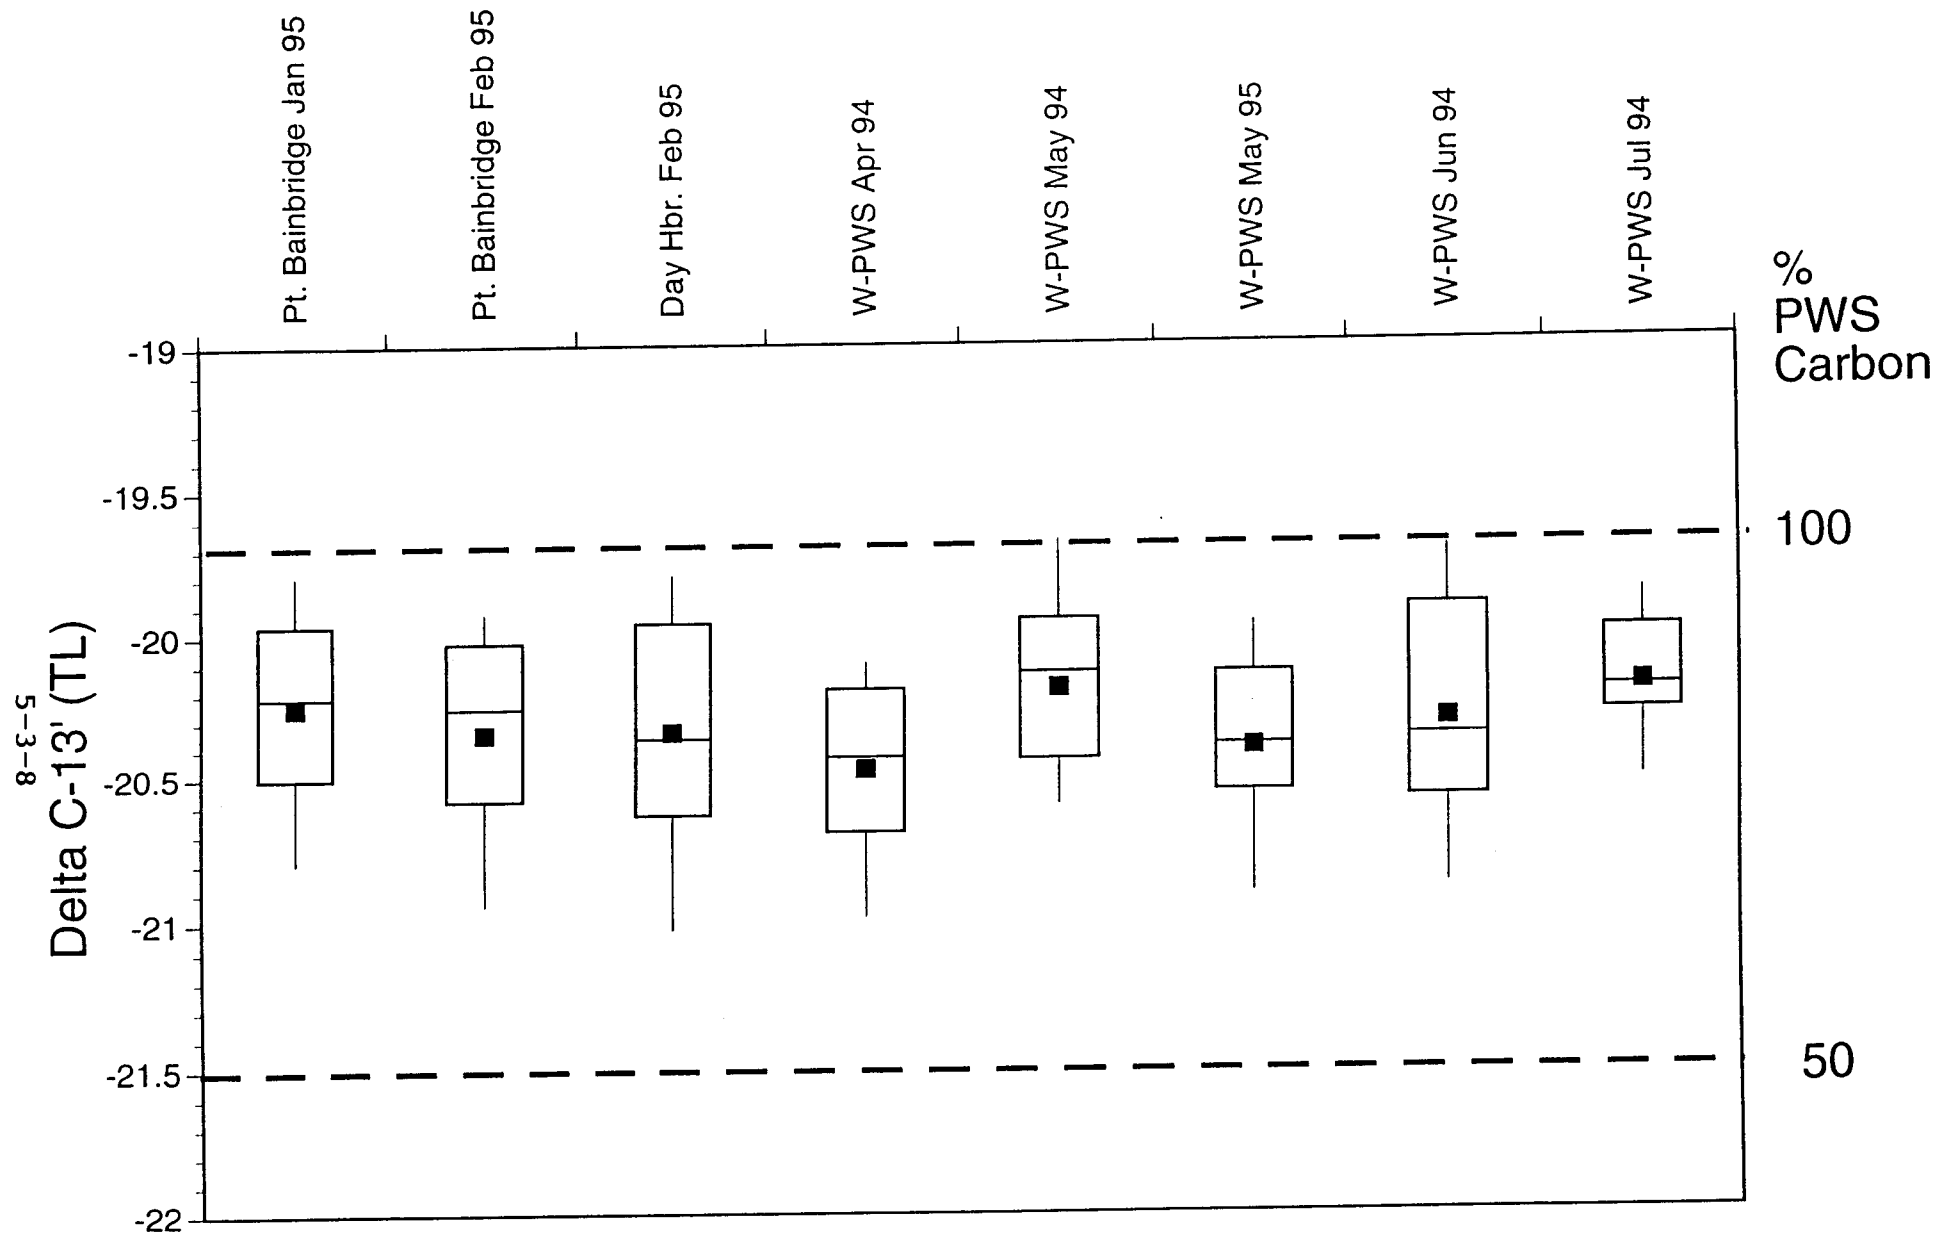 Pt. Bainbridge Jan 95
Pt. Bainbridge Feb 95
Day Hbr. Feb 95
W-PWS Apr 94
W-PWS May 94
W-PWS May 95
W-PWS Jun 94
W-PWS Jul 94
%
PWS
Carbon
-19
-19.5
-20
-20.5
-21
-21.5
-22
100
50
Delta C-13' (TL)
5-3-8